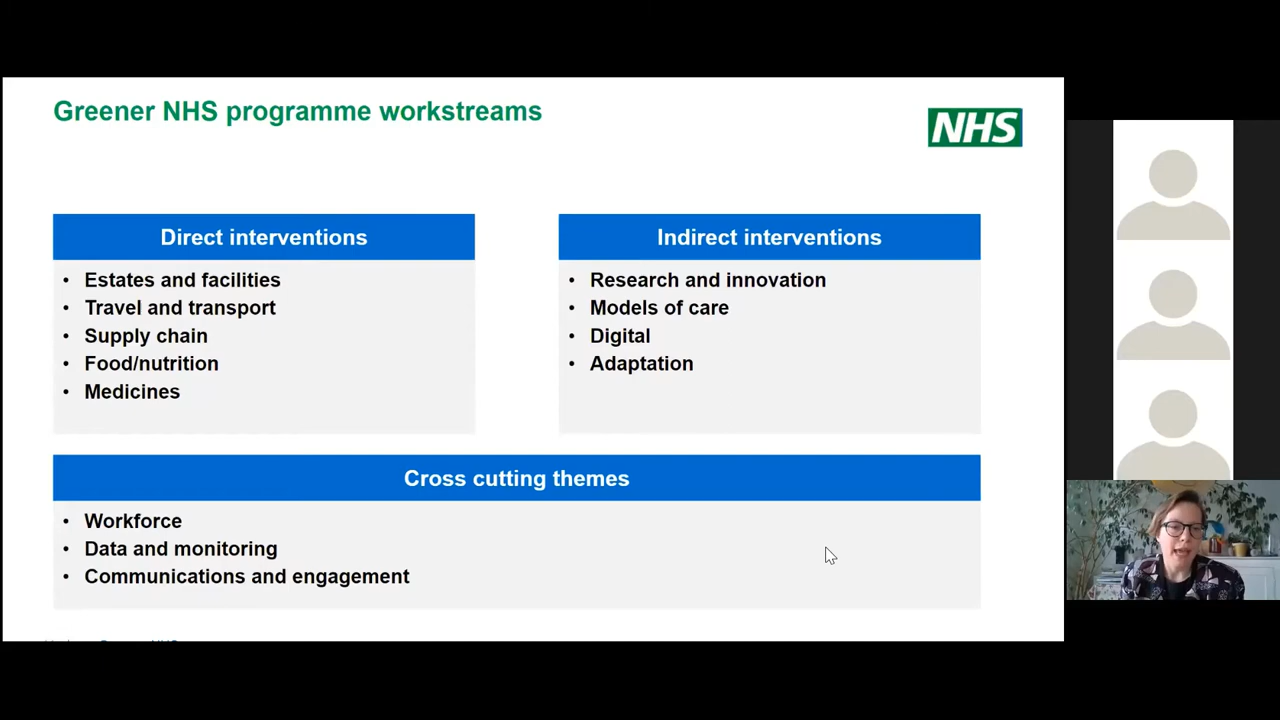 Greener NHS programme workstreams
NHS
Direct interventions
• Estates and facilities
• Travel and transport
• Supply chain
• Food/nutrition
• Medicines
Indirect interventions
• Research and innovation
• Models of care
• Digital
• Adaptation
Cross cutting themes
• Workforce
• Data and monitoring
• Communications and engagement